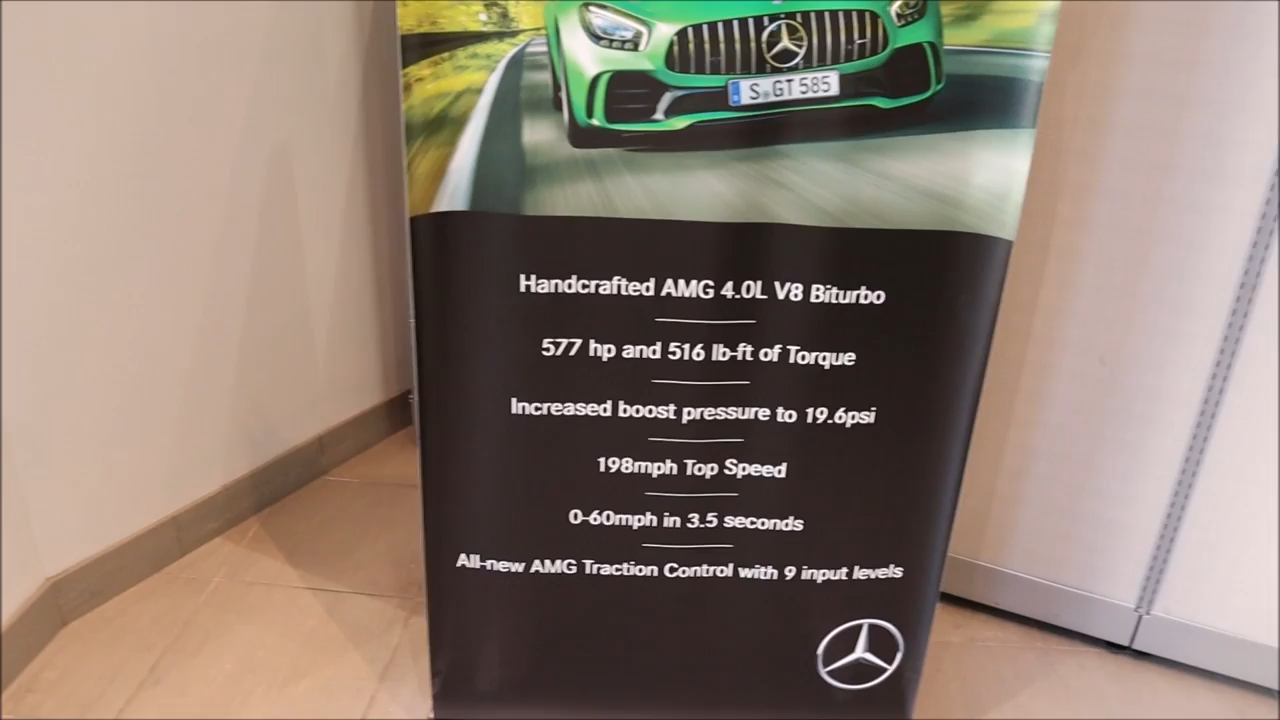 S GT 585
Handcrafted AMG 4.0L V8 Biturbo
577 hp and 516 lb-ft of Torque
Increased boost pressure to 19.6psi
198mph Top Speed
0-60mph in 3.5 seconds
All-new AMG Traction Control with 9 input levels